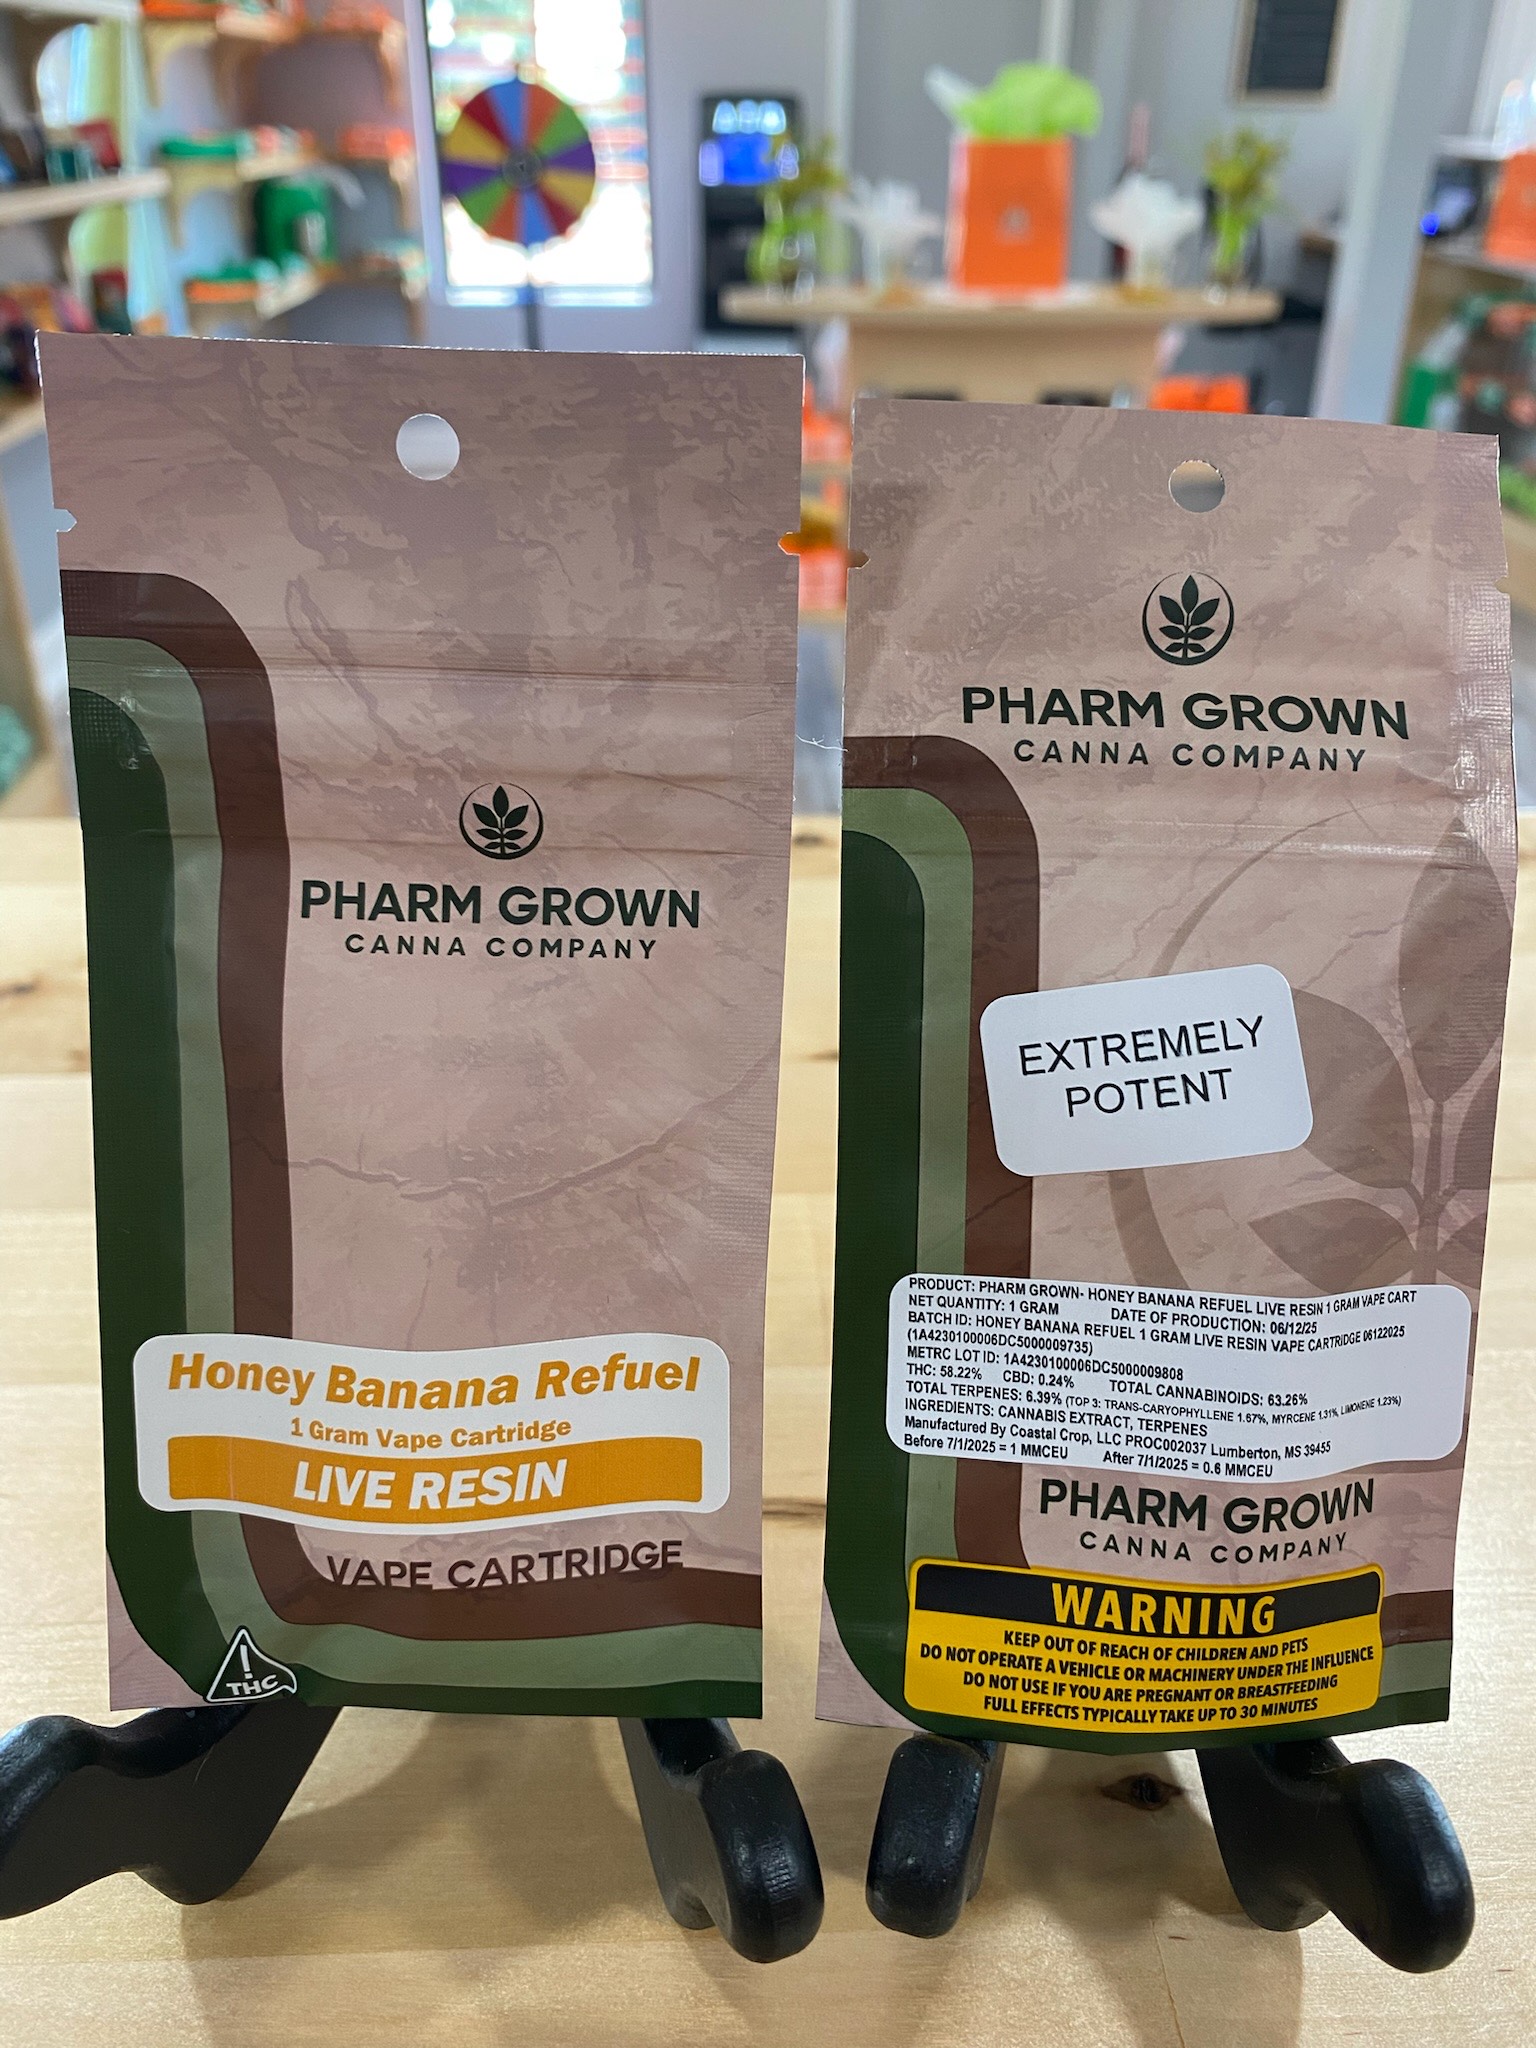 PHARM GROWN
CANNA COMPANY
Honey Banana Refuel
1 Gram Vape Cartridge
LIVE RESIN
VAPE CARTRIDGE
!
THC
PHARM GROWN
CANNA COMPANY
EXTREMELY
POTENT
PRODUCT: PHARM GROWN- HONEY BANANA REFUEL LIVE RESIN 1 GRAM VAPE CART
NET QUANTITY: 1 GRAM DATE OF PRODUCTION: 06/12/25
BATCH ID: HONEY BANANA REFUEL 1 GRAM LIVE RESIN VAPE CARTRIDGE 06122025
(1A4230100006DC5000009735)
METRC LOT ID: 1A4230100006DC5000009808
THC: 58.22% CBD: 0.24% TOTAL CANNABINOIDS: 63.26%
TOTAL TERPENES: 6.39% (TOP 3: TRANS-CARYOPHYLLENE 1.67%, MYRCENE 1.31%, LIMONENE 1.23%)
INGREDIENTS: CANNABIS EXTRACT, TERPENES
Manufactured By Coastal Crop, LLC PROC002037 Lumberton, MS 39455
Before 7/1/2025 = 1 MMCEU After 7/1/2025 = 0.6 MMCEU
PHARM GROWN
CANNA COMPANY
WARNING
KEEP OUT OF REACH OF CHILDREN AND PETS
DO NOT OPERATE A VEHICLE OR MACHINERY UNDER THE INFLUENCE
DO NOT USE IF YOU ARE PREGNANT OR BREASTFEEDING
FULL EFFECTS TYPICALLY TAKE UP TO 30 MINUTES